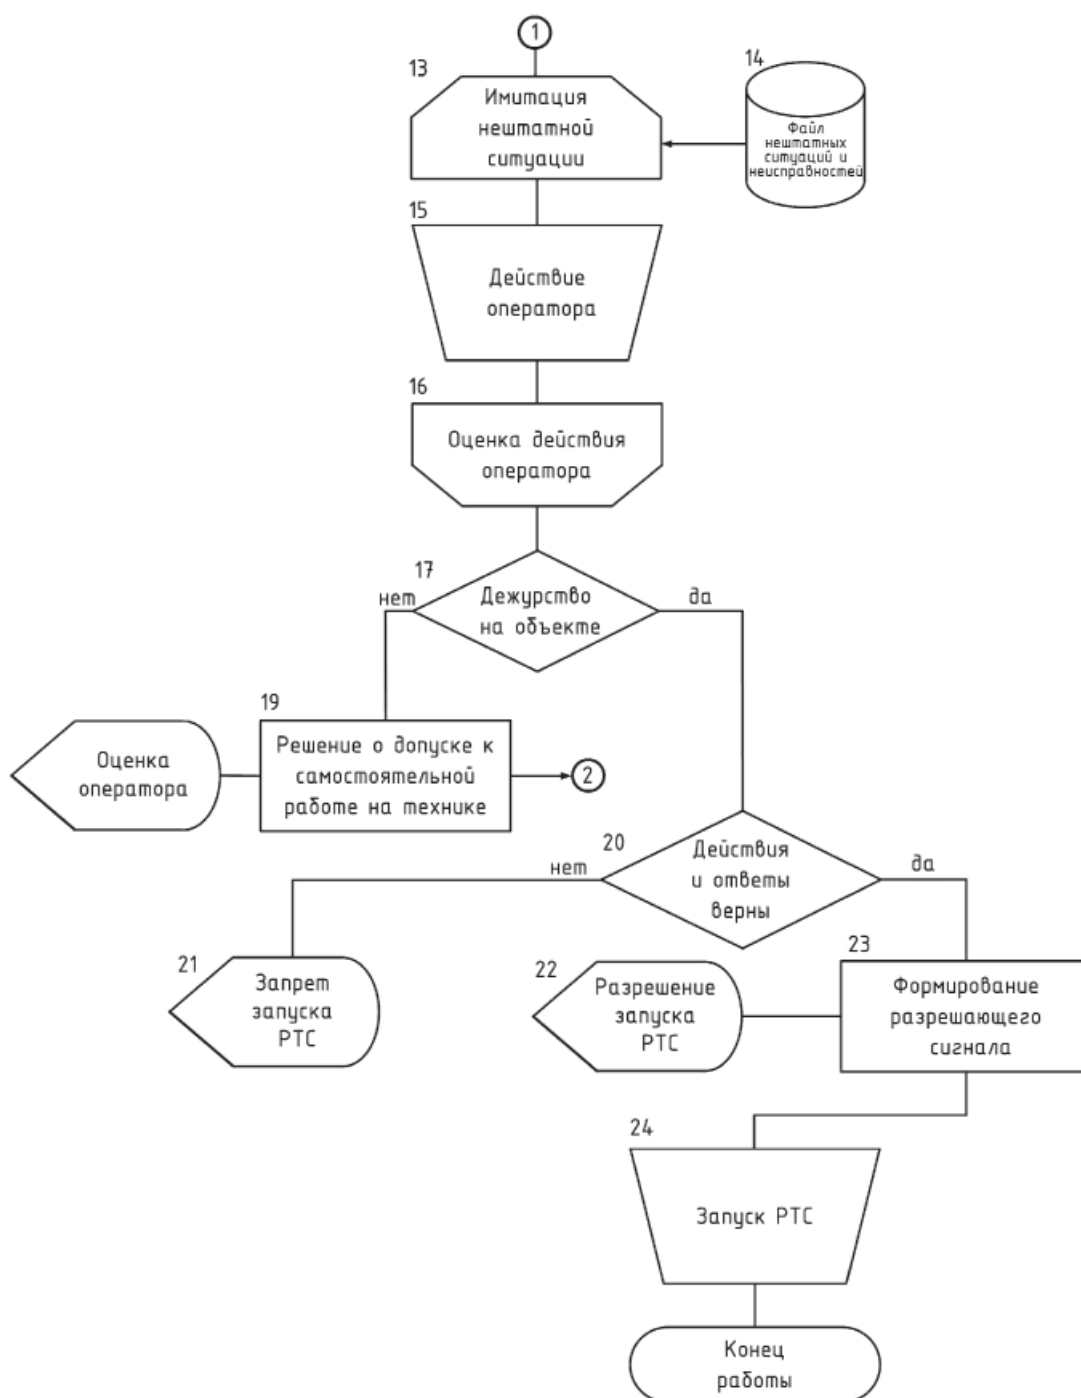 1
13
Имитация
нештатной
ситуации
14
Файл
нештатных
ситуаций и
неисправностей
15
Действие
оператора
16
Оценка действия
оператора
17
нет
Дежурство
на объекте
да
19
Оценка
оператора
Решение о допуске к
самостоятельной
работе на технике
2
20
нет
Действия
и ответы
верны
да
21
Запрет
запуска
РТС
22
Разрешение
запуска
РТС
23
Формирование
разрешающего
сигнала
24
Запуск РТС
Конец
работы